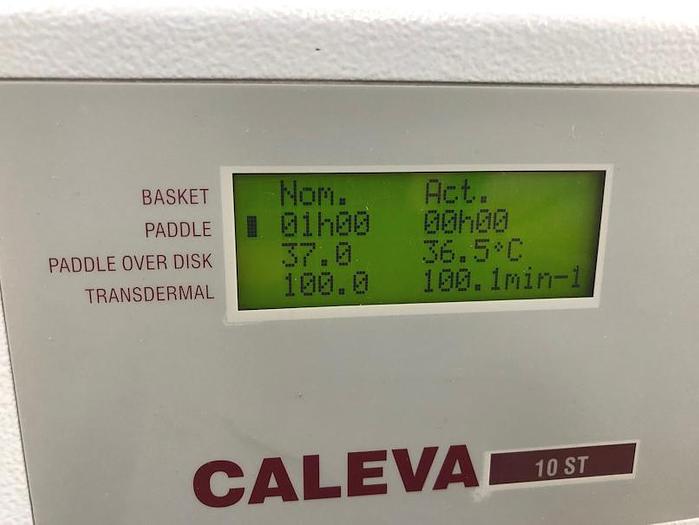 BASKET Nom. Act.
PADDLE 01h00 00h00
PADDLE OVER DISK 37.0 36.5°C
TRANSDERMAL 100.0 100.1min-1
CALEVA 10 ST